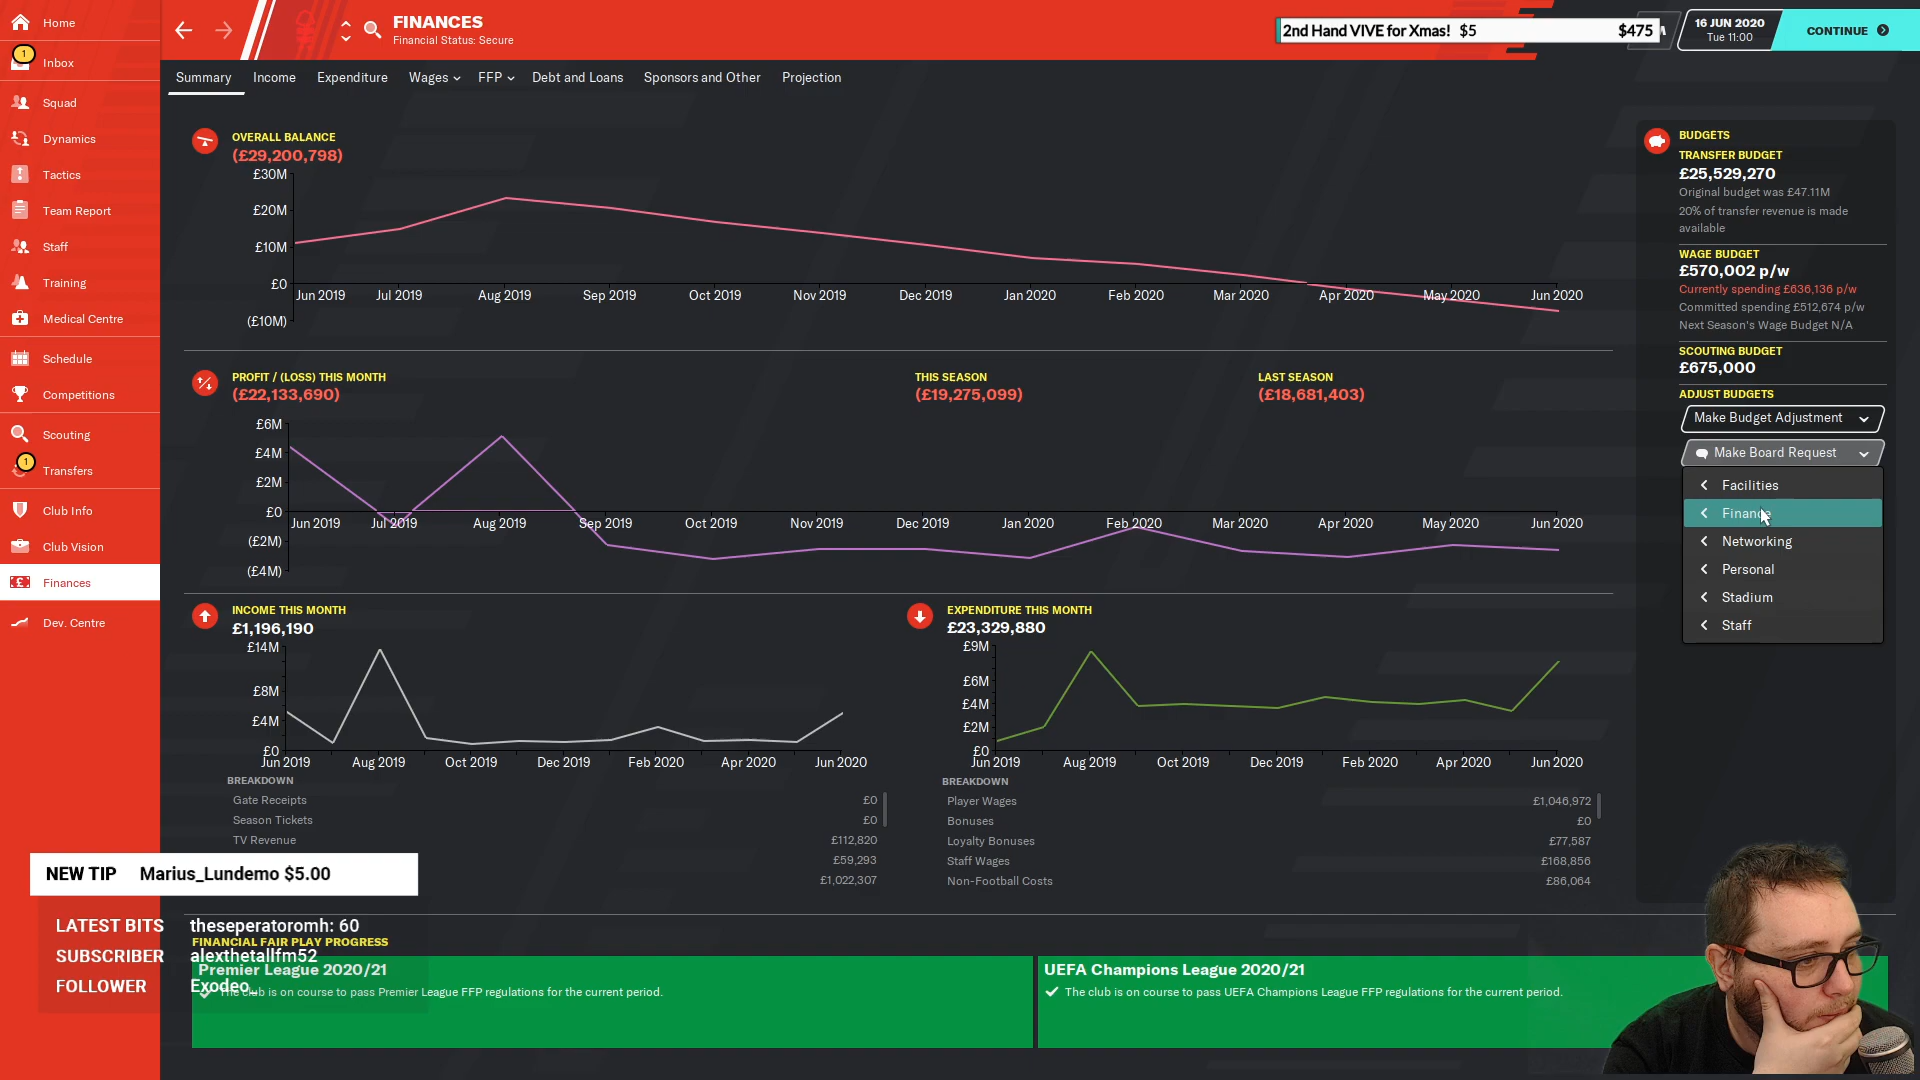 Home
1
Inbox
Squad
Dynamics
Tactics
Team Report
Staff
Training
Medical Centre
Schedule
Competitions
Scouting
1
Transfers
Club Info
Club Vision
Finances
Dev. Centre
FINANCES
Financial Status: Secure
2nd Hand VIVE for Xmas! $5 $475
16 JUN 2020
Tue 11:00
CONTINUE
Summary Income Expenditure Wages FFP Debt and Loans Sponsors and Other Projection
OVERALL BALANCE
(£29,200,798)
£30M
£20M
£10M
£0
(£10M)
Jun 2019 Jul 2019 Aug 2019 Sep 2019 Oct 2019 Nov 2019 Dec 2019 Jan 2020 Feb 2020 Mar 2020 Apr 2020 May 2020 Jun 2020
PROFIT / (LOSS) THIS MONTH
(£22,133,690)
THIS SEASON
(£19,275,099)
LAST SEASON
(£18,681,403)
£6M
£4M
£2M
£0
(£2M)
(£4M)
Jun 2019 Jul 2019 Aug 2019 Sep 2019 Oct 2019 Nov 2019 Dec 2019 Jan 2020 Feb 2020 Mar 2020 Apr 2020 May 2020 Jun 2020
INCOME THIS MONTH
£1,196,190
£14M
£8M
£4M
£0
Jun 2019 Aug 2019 Oct 2019 Dec 2019 Feb 2020 Apr 2020 Jun 2020
BREAKDOWN
Gate Receipts £0
Season Tickets £0
TV Revenue £112,820
£59,293
£1,022,307
EXPENDITURE THIS MONTH
£23,329,880
£9M
£6M
£4M
£2M
£0
Jun 2019 Aug 2019 Oct 2019 Dec 2019 Feb 2020 Apr 2020 Jun 2020
BREAKDOWN
Player Wages £1,046,972
Bonuses £0
Loyalty Bonuses £77,587
Staff Wages £168,856
Non-Football Costs £86,064
BUDGETS
TRANSFER BUDGET
£25,529,270
Original budget was £47.11M
20% of transfer revenue is made
available
WAGE BUDGET
£570,002 p/w
Currently spending £636,136 p/w
Committed spending £512,674 p/w
Next Season's Wage Budget N/A
SCOUTING BUDGET
£675,000
ADJUST BUDGETS
Make Budget Adjustment
Make Board Request
Facilities
Finance
Networking
Personal
Stadium
Staff
NEW TIP Marius_Lundemo $5.00
LATEST BITS theseperatoromh: 60
SUBSCRIBER alexthetallfm52
FOLLOWER Exodeo_
FINANCIAL FAIR PLAY PROGRESS
Premier League 2020/21
The club is on course to pass Premier League FFP regulations for the current period.
UEFA Champions League 2020/21
The club is on course to pass UEFA Champions League FFP regulations for the current period.